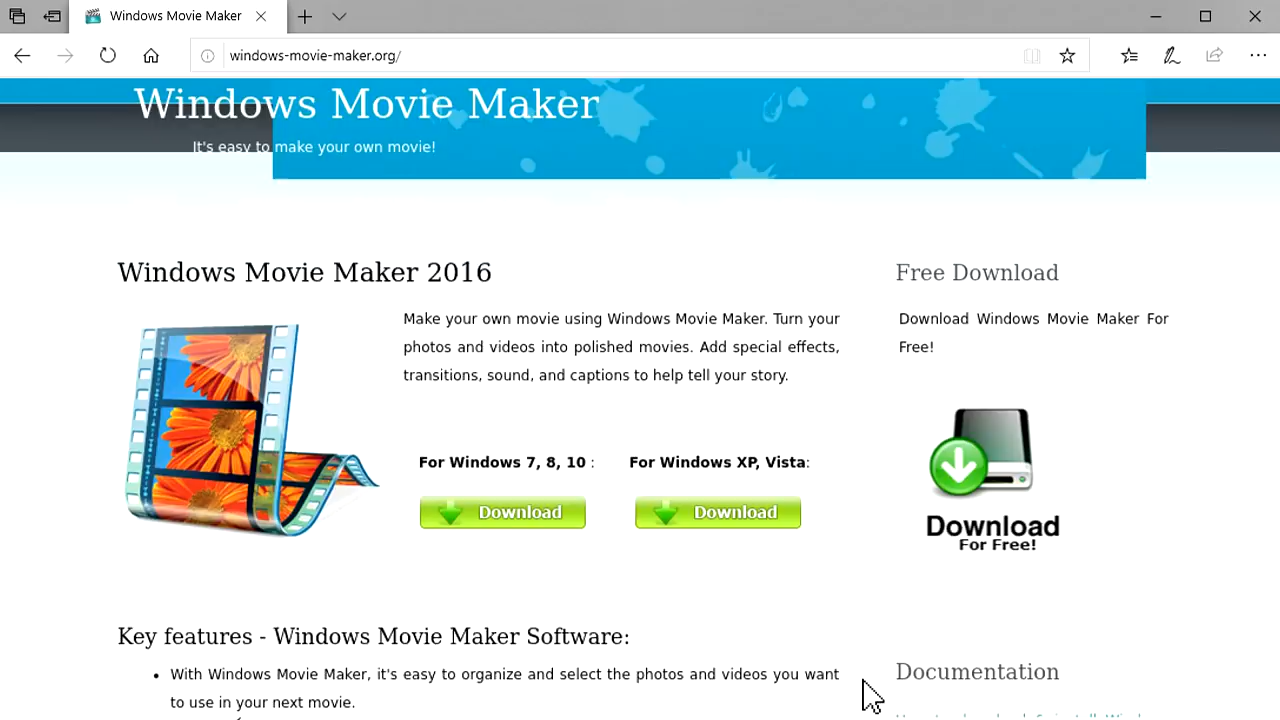 Windows Movie Maker
windows-movie-maker.org/
Windows Movie Maker
It's easy to make your own movie!
Windows Movie Maker 2016
Make your own movie using Windows Movie Maker. Turn your
photos and videos into polished movies. Add special effects,
transitions, sound, and captions to help tell your story.
For Windows 7, 8, 10 :
Download
For Windows XP, Vista:
Download
Free Download
Download Windows Movie Maker For
Free!
Download
For Free!
Key features - Windows Movie Maker Software:
• With Windows Movie Maker, it's easy to organize and select the photos and videos you want
to use in your next movie.
Documentation